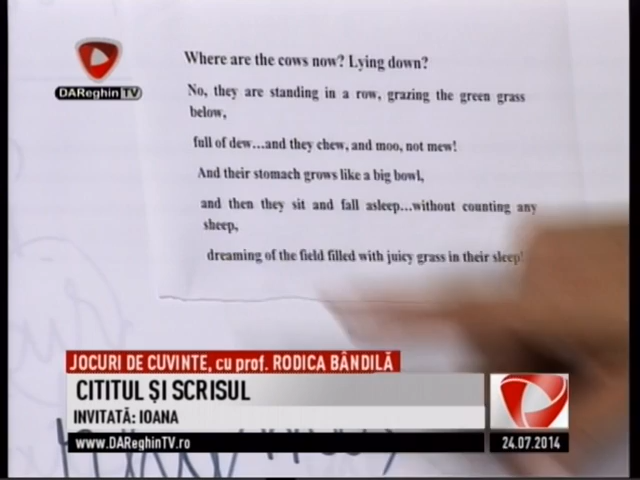 Where are the cows now? Lying down?
DAReghin TV
No, they are standing in a row, grazing the green grass
below,
full of dew...and they chew, and moo, not mew!
And their stomach grows like a big bowl,
and then they sit and fall asleep...without counting any
sheep,
dreaming of the field filled with juicy grass in their sleep!
JOCURI DE CUVINTE, cu prof. RODICA BÂNDILĂ
CITITUL ȘI SCRISUL
INVITATĂ: IOANA
www.DAReghinTV.ro
24.07.2014